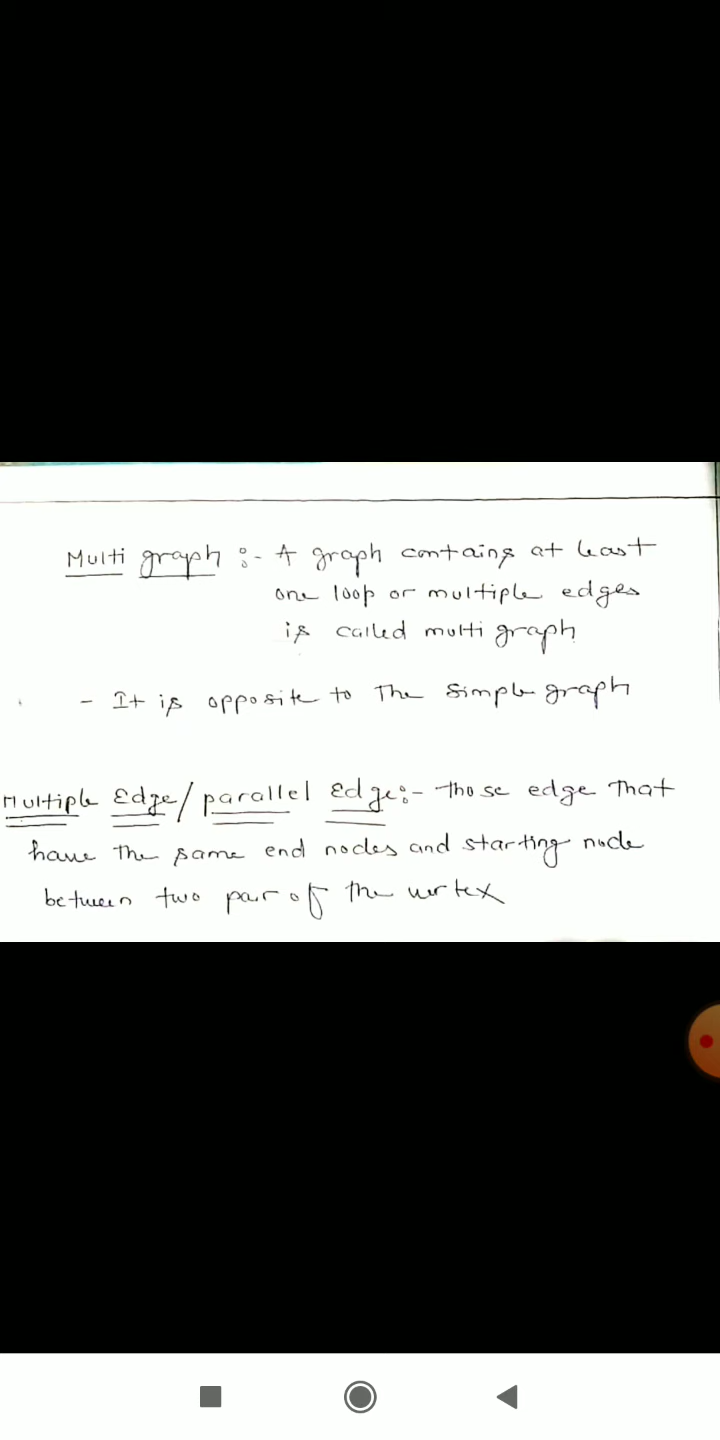 Multi graph :- A graph contains at least
one loop or multiple edges
is called multi graph
- It is opposite to the simple graph
Multiple Edge/parallel Edge:- those edge that
have the same end nodes and starting node
between two pair of the vertex